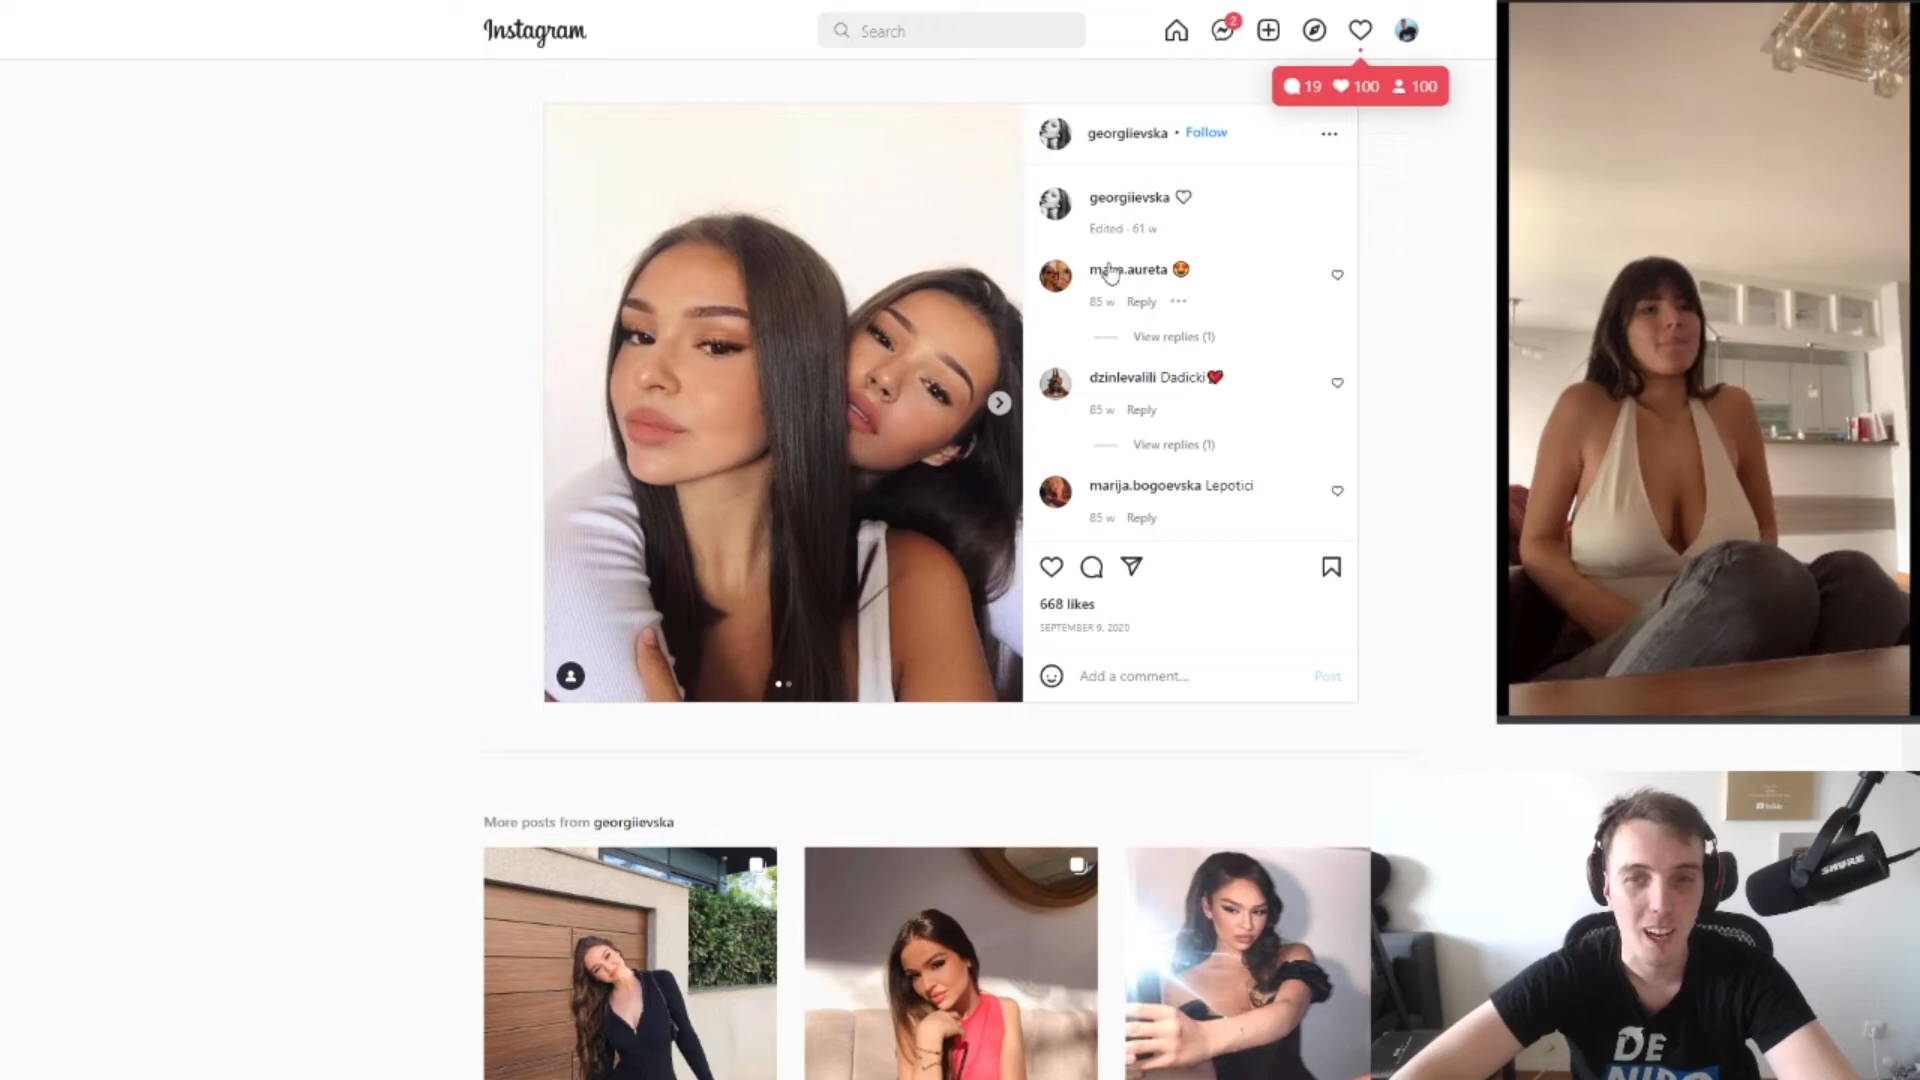 Instagram
Search
2
19 100 100
georgiievska • Follow
georgiievska
Edited · 61 w
85 w Reply
View replies (1)
dzinlevalili Dadicki
85 w Reply
View replies (1)
marija.bogoevska Lepotici
85 w Reply
668 likes
SEPTEMBER 9, 2020
Add a comment...
Post
More posts from georgiievska
SHURE
DE